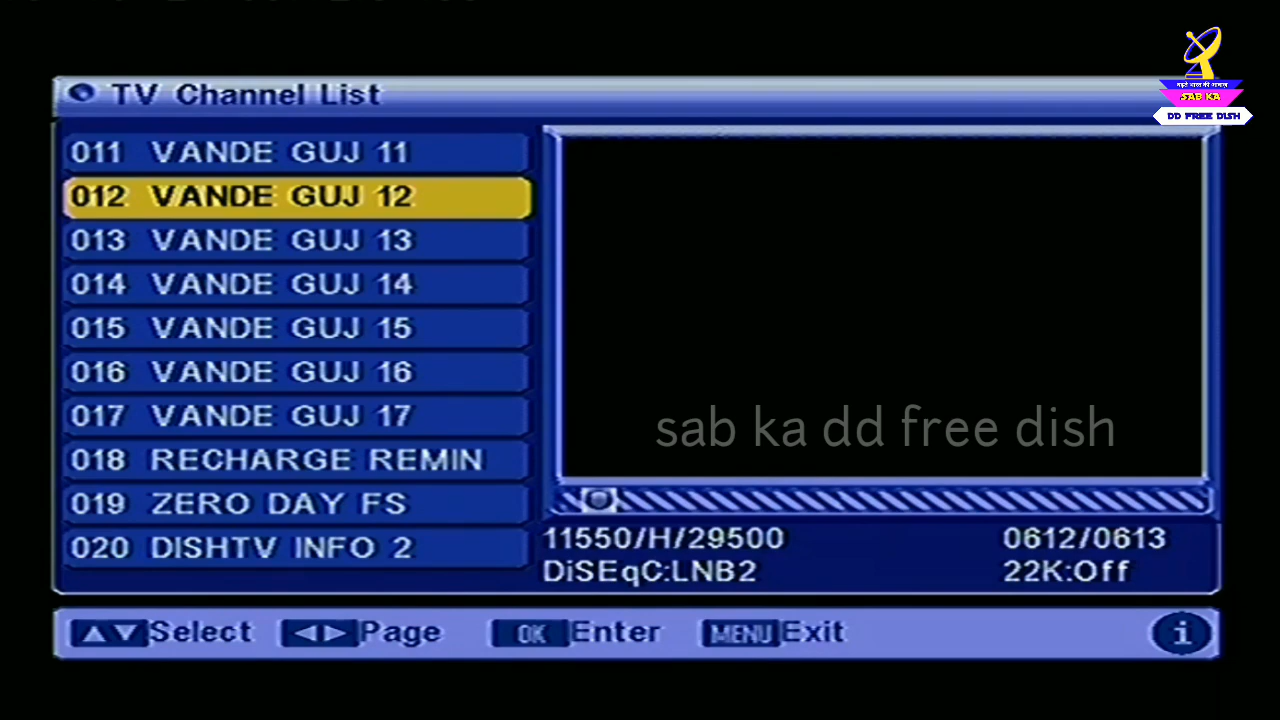 TV Channel List
011 VANDE GUJ 11
012 VANDE GUJ 12
013 VANDE GUJ 13
014 VANDE GUJ 14
015 VANDE GUJ 15
016 VANDE GUJ 16
017 VANDE GUJ 17
018 RECHARGE REMIN
019 ZERO DAY FS
020 DISHTV INFO 2
SAB KA
DD FREE DISH
sab ka dd free dish
11550/H/29500 0612/0613
DiSEqC:LNB2 22K:Off
Select Page OK Enter MENU Exit i